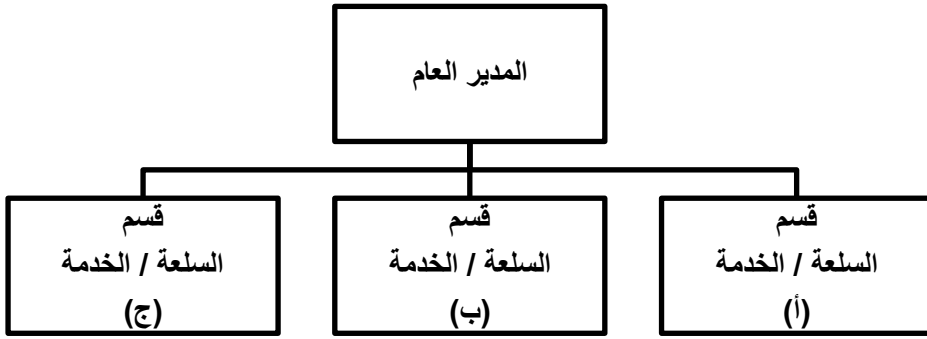 المدير العام
قسم
السلعة / الخدمة
(أ)
قسم
السلعة / الخدمة
(ب)
قسم
السلعة / الخدمة
(ج)